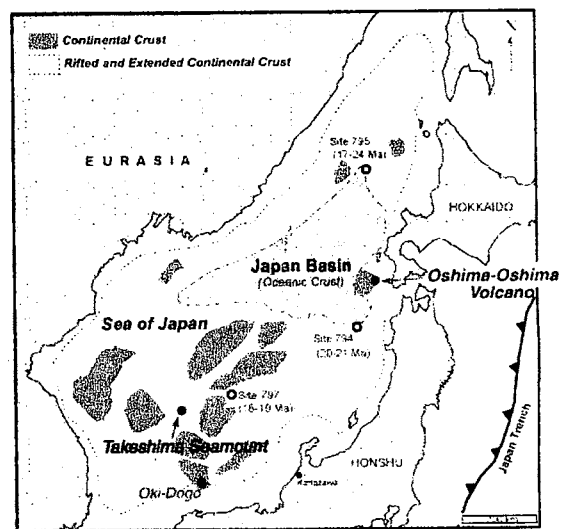 Continental Crust
Rifted and Extended Continental Crust
EURASIA
Site 795
(17-24 Ma)
HOKKAIDO
Japan Basin
(Oceanic Crust)
Oshima-Oshima
Volcano
Sea of Japan
Site 794
(20-21 Ma)
Site 797
(18-19 Ma)
Takeshima Seamount
HONSHU
Kanazawa
Oki-Dogo
Japan Trench